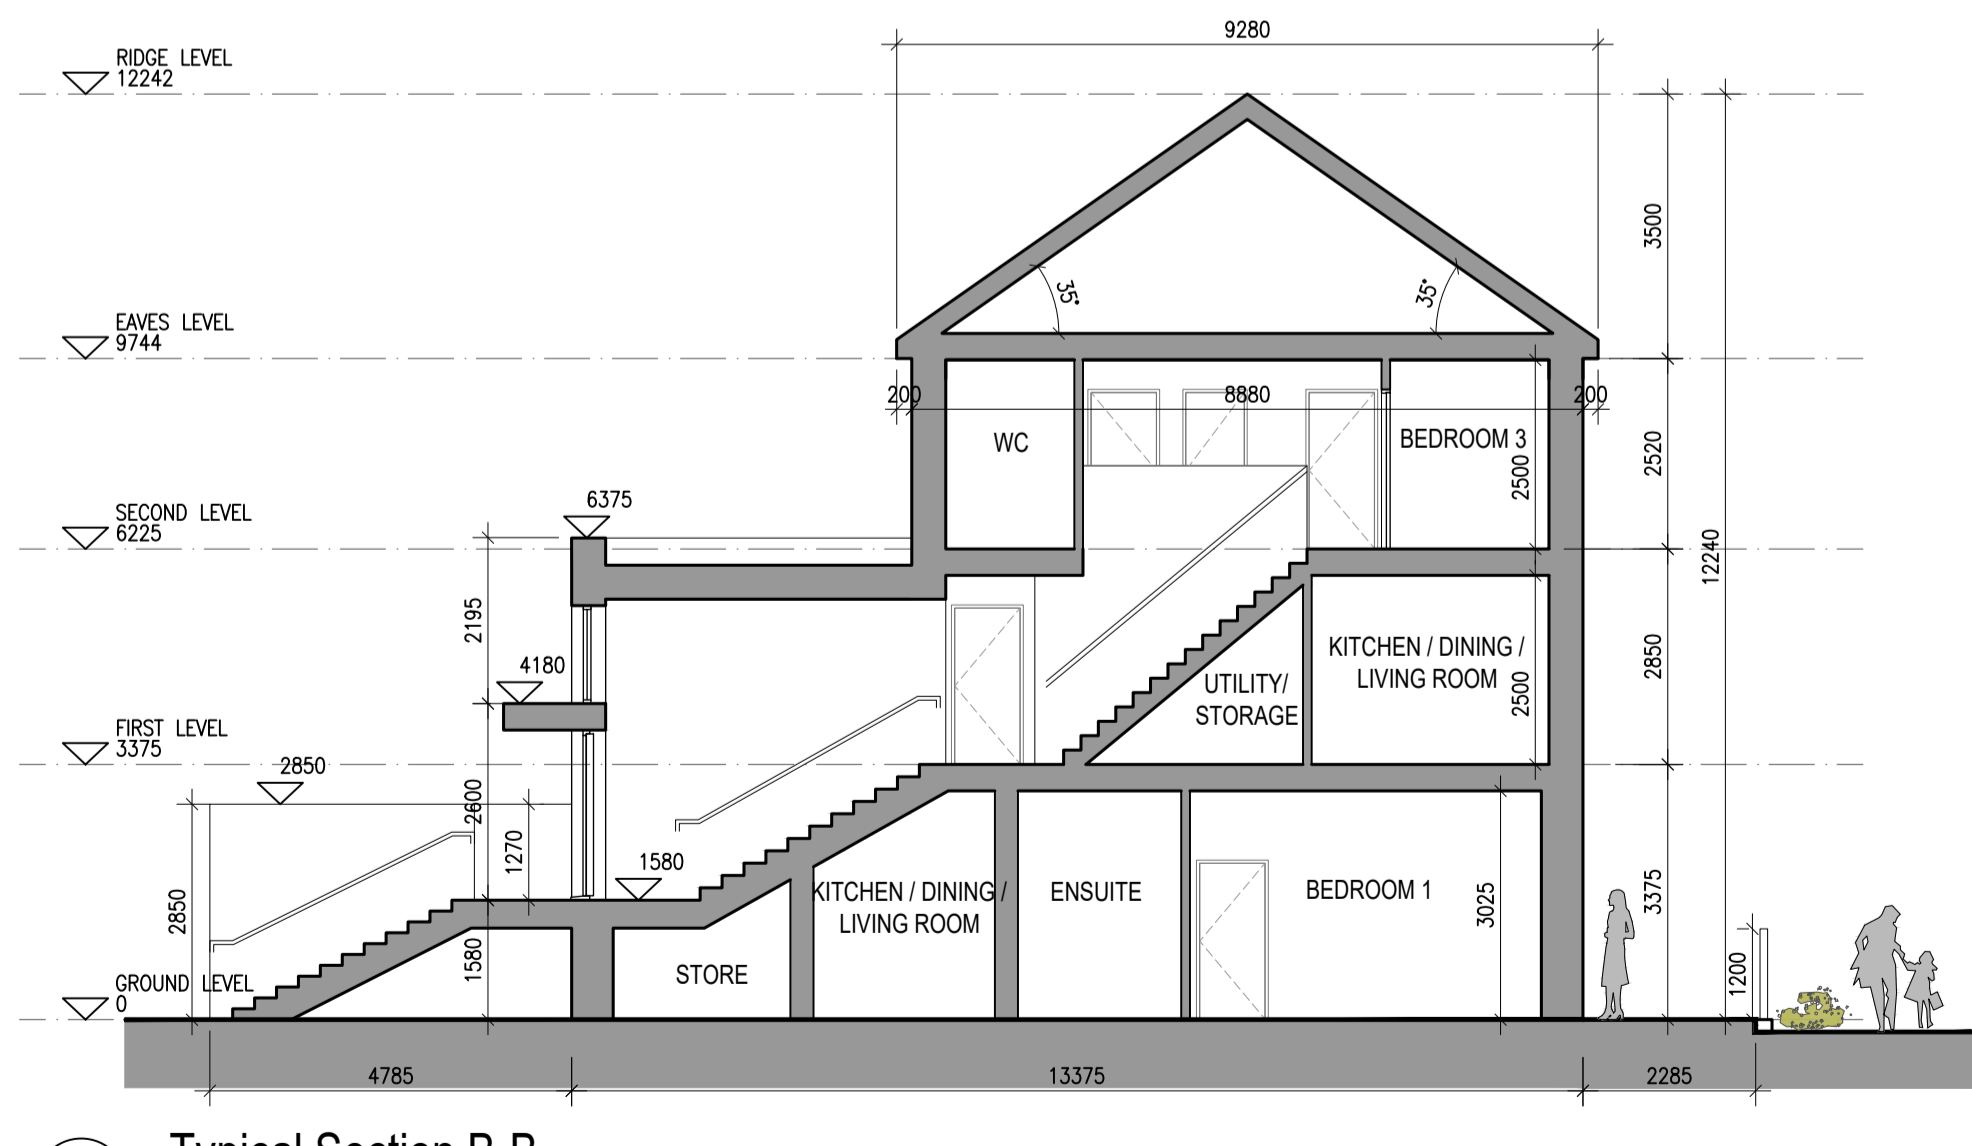 9280
RIDGE LEVEL
12242
3500
35°
35°
EAVES LEVEL
9744
200
8880
200
WC
BEDROOM 3
2500
2520
SECOND LEVEL
6225
6375
12240
2195
4180
KITCHEN / DINING /
LIVING ROOM
2500
2850
UTILITY/
STORAGE
FIRST LEVEL
3375
2850
2600
1270
1580
2850
KITCHEN / DINING /
LIVING ROOM
ENSUITE
BEDROOM 1
3025
3375
1580
STORE
1200
GROUND LEVEL
0
4785
13375
2285
Typical Section B-B